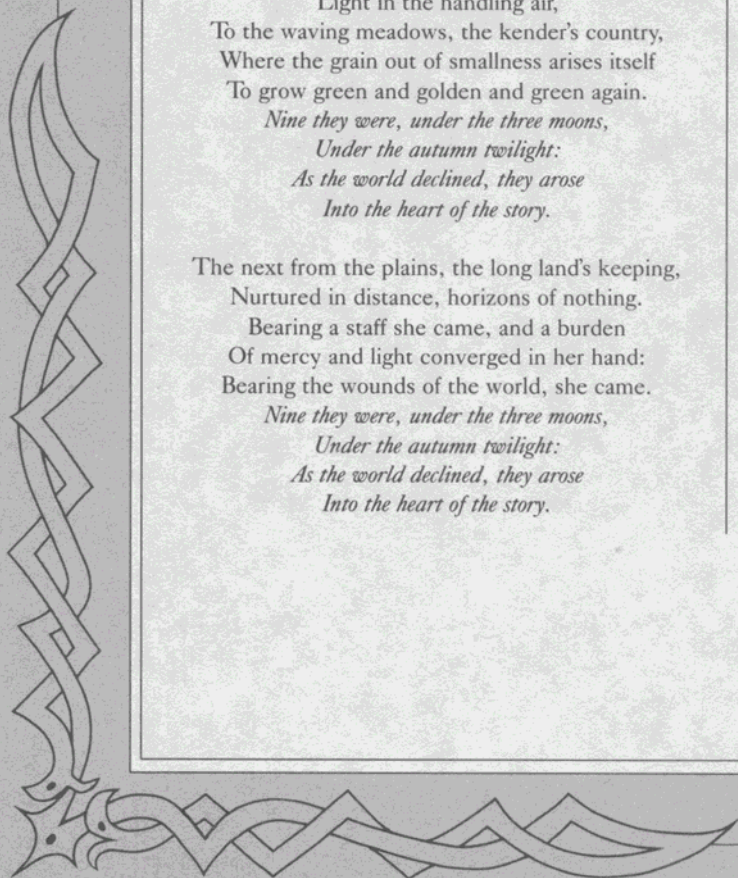 Light in the handling air,
To the waving meadows, the kender's country,
Where the grain out of smallness arises itself
To grow green and golden and green again.
Nine they were, under the three moons,
Under the autumn twilight:
As the world declined, they arose
Into the heart of the story.
The next from the plains, the long land's keeping,
Nurtured in distance, horizons of nothing.
Bearing a staff she came, and a burden
Of mercy and light converged in her hand:
Bearing the wounds of the world, she came.
Nine they were, under the three moons,
Under the autumn twilight:
As the world declined, they arose
Into the heart of the story.